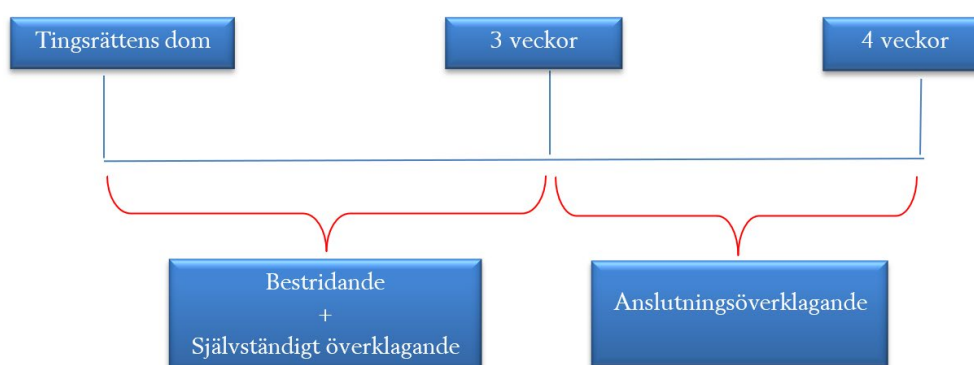 Tingsrättens dom
3 veckor
4 veckor
Bestridande
+
Självständigt överklagande
Anslutningsöverklagande